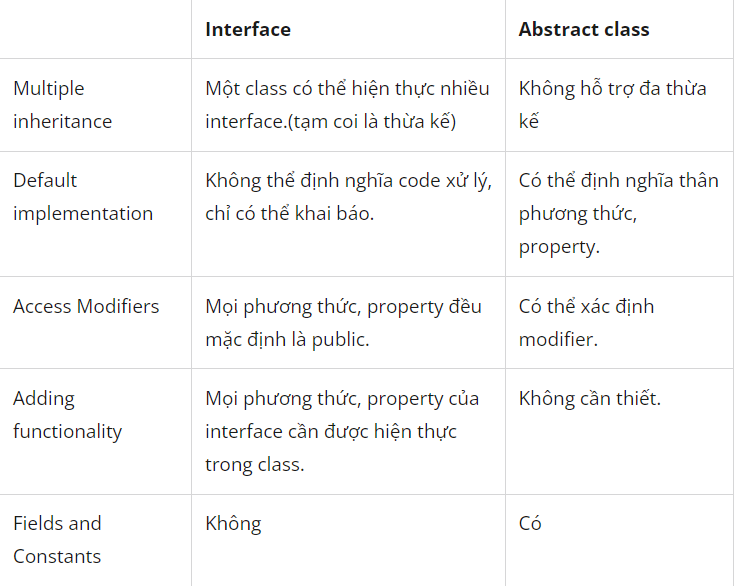 Interface Abstract class
Multiple inheritance
Một class có thể hiện thực nhiều
interface.(tạm coi là thừa kế)
Không hỗ trợ đa thừa
kế
Default
implementation
Không thể định nghĩa code xử lý,
chỉ có thể khai báo.
Có thể định nghĩa thân
phương thức,
property.
Access Modifiers
Mọi phương thức, property đều
mặc định là public.
Có thể xác định
modifier.
Adding
functionality
Mọi phương thức, property của
interface cần được hiện thực
trong class.
Không cần thiết.
Fields and
Constants
Không
Có